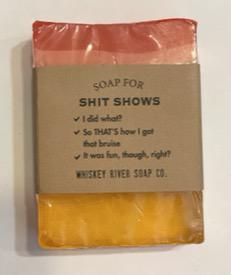 SOAP FOR
SHIT SHOWS
✓ I did what?
✓ So THAT'S how I got
that bruise
✓ It was fun, though, right?
WHISKEY RIVER SOAP CO.